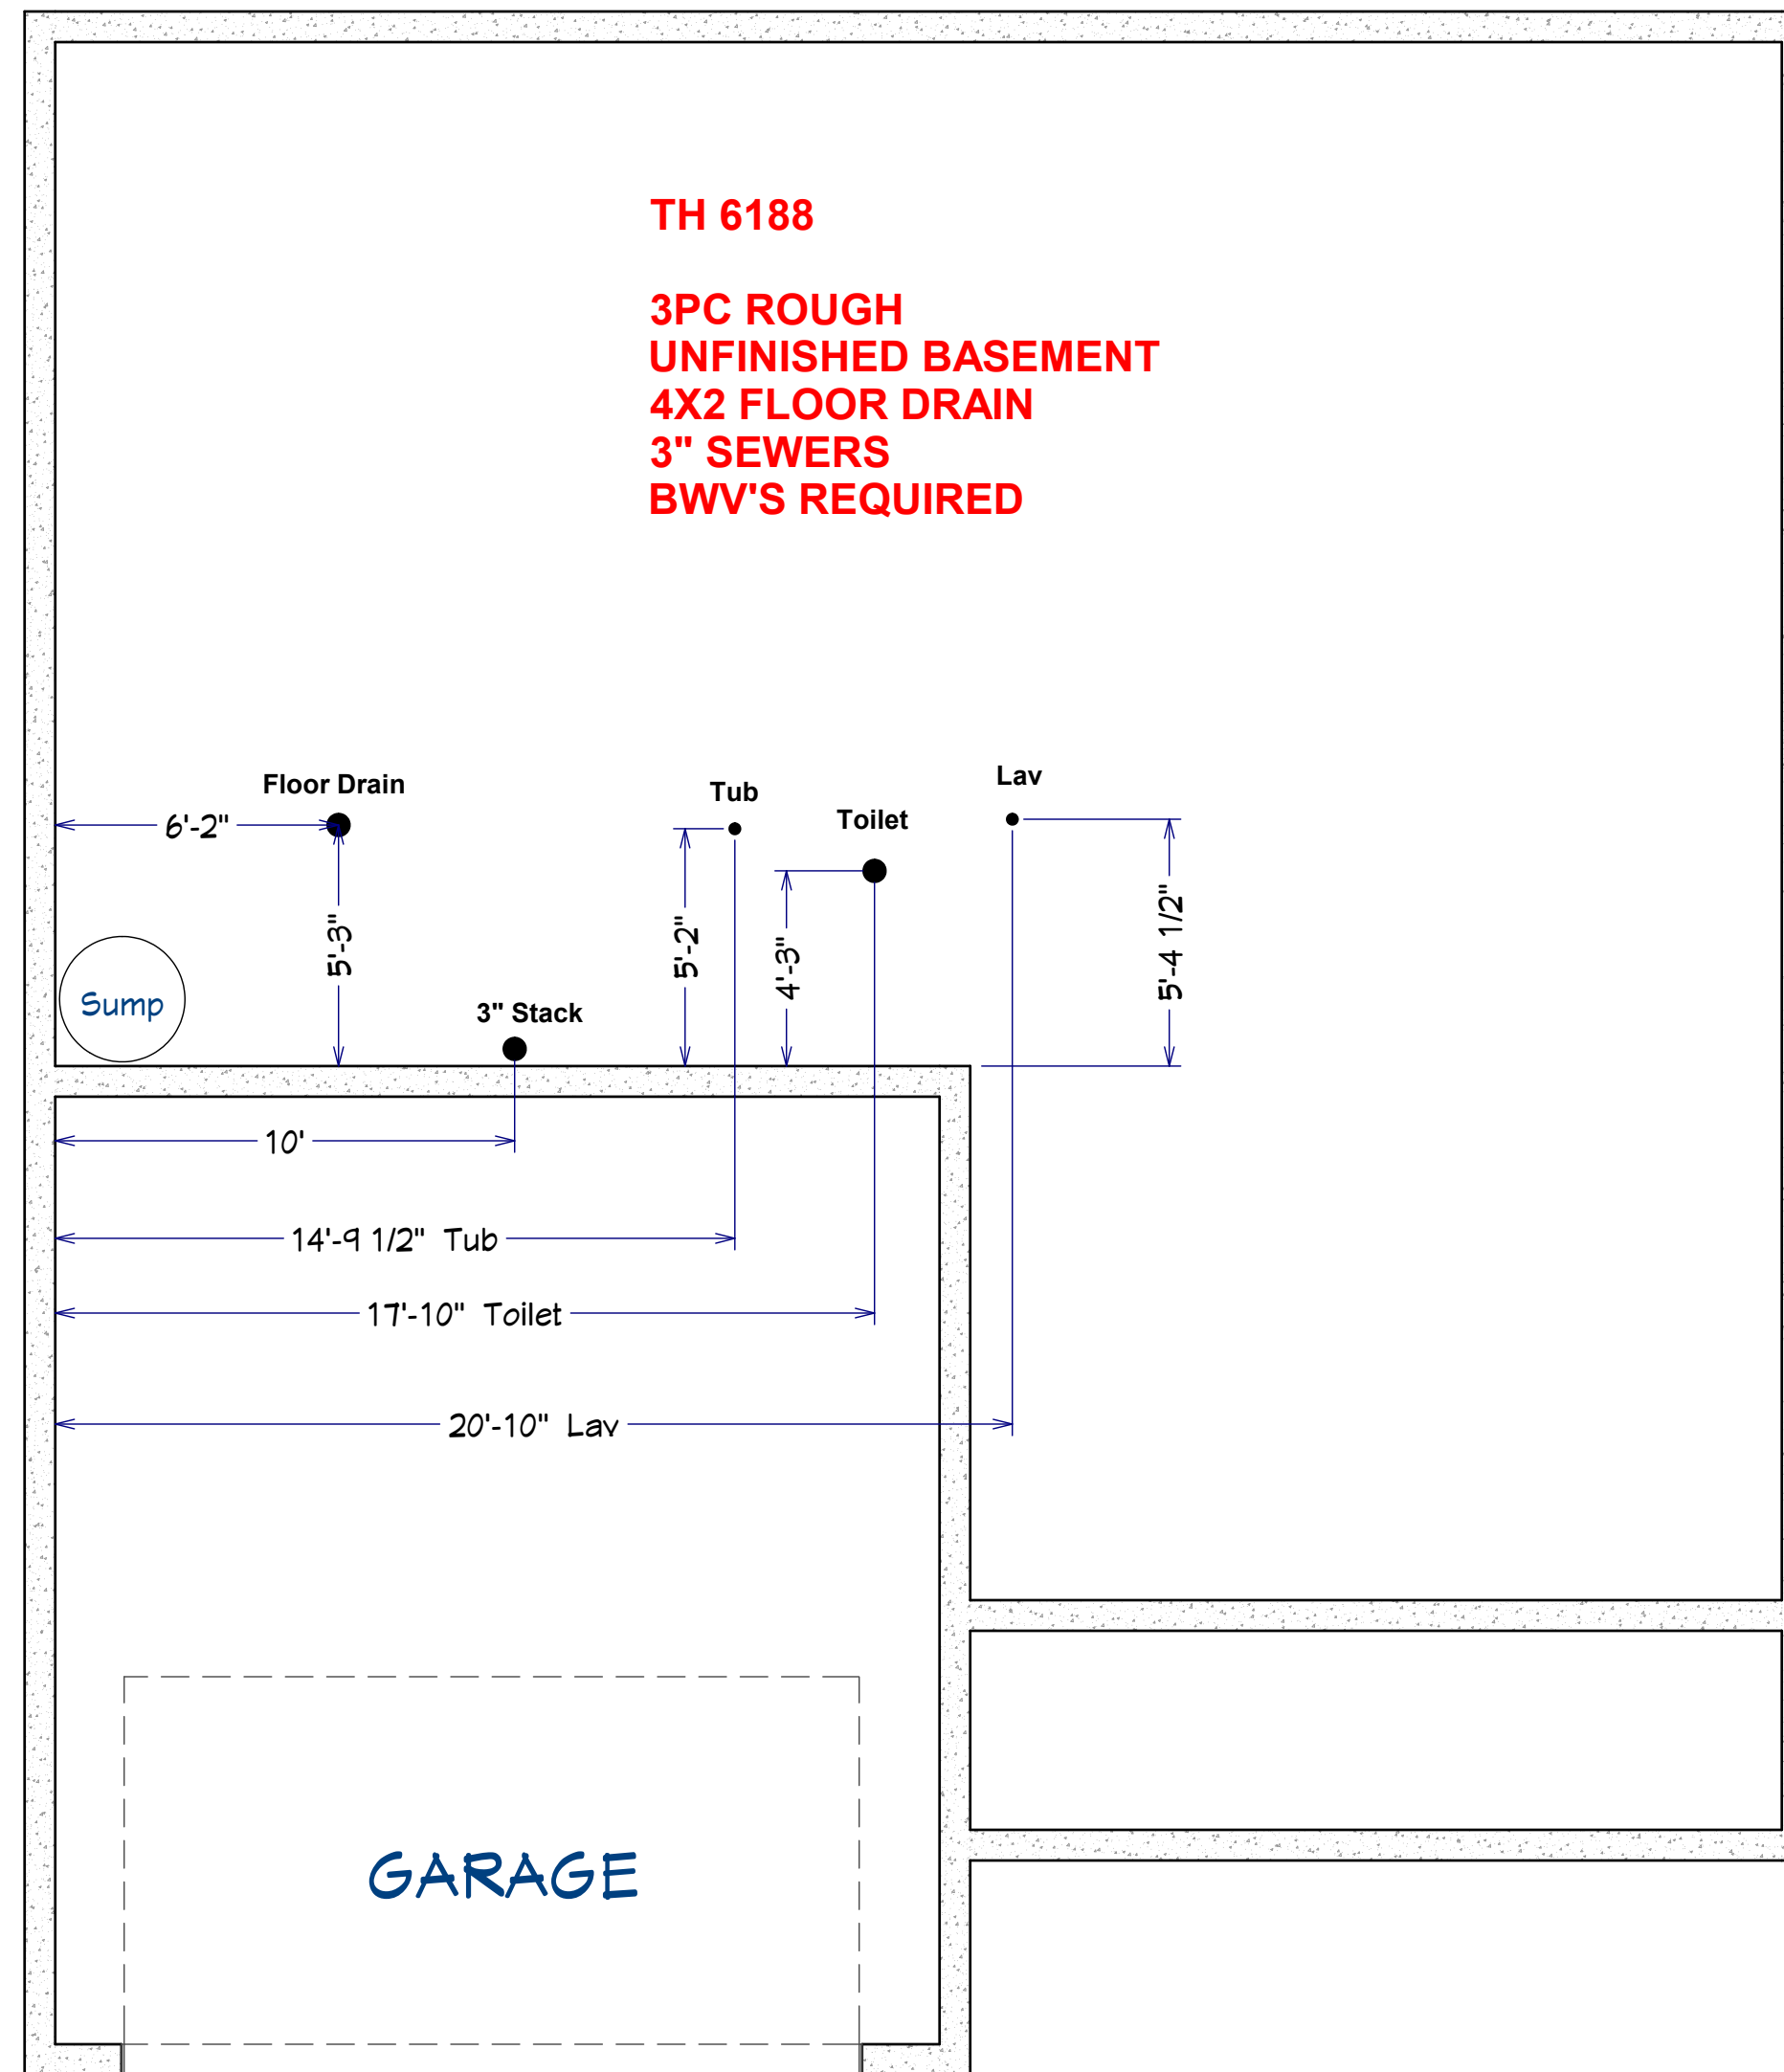 TH 6188
3PC ROUGH
UNFINISHED BASEMENT
4X2 FLOOR DRAIN
3" SEWERS
BWV'S REQUIRED
Floor Drain
Tub
Toilet
Lav
6'-2"
5'-3"
5'-2"
4'-3"
5'-4 1/2"
Sump
3" Stack
10'
14'-9 1/2" Tub
17'-10" Toilet
20'-10" Lav
GARAGE